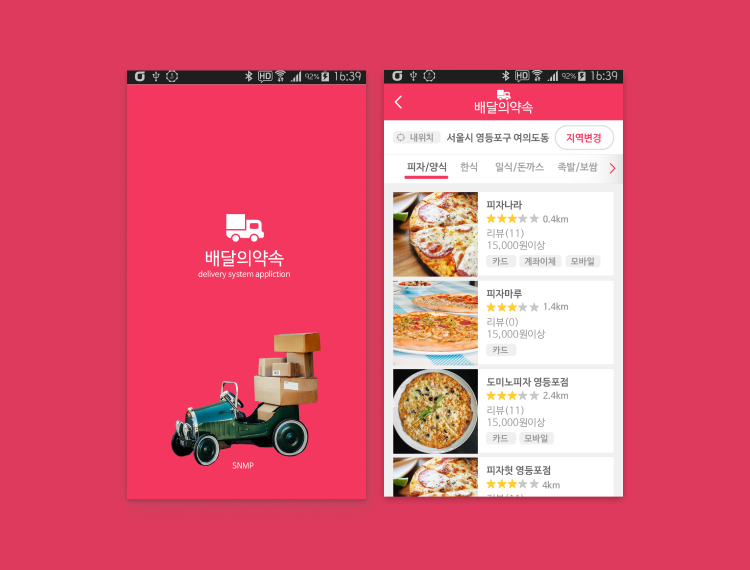 HD 92% 16:39
배달의약속
delivery system appliction
SNMP
HD 92% 16:39
배달의약속
내위치 서울시 영등포구 여의도동 지역변경
피자/양식 한식 일식/돈까스 족발/보쌈
피자나라
0.4km
리뷰(11)
15,000원이상
카드 계좌이체 모바일
피자마루
1.4km
리뷰(0)
15,000원이상
카드
도미노피자 영등포점
2.4km
리뷰(11)
15,000원이상
카드 모바일
피자헛 영등포점
4km